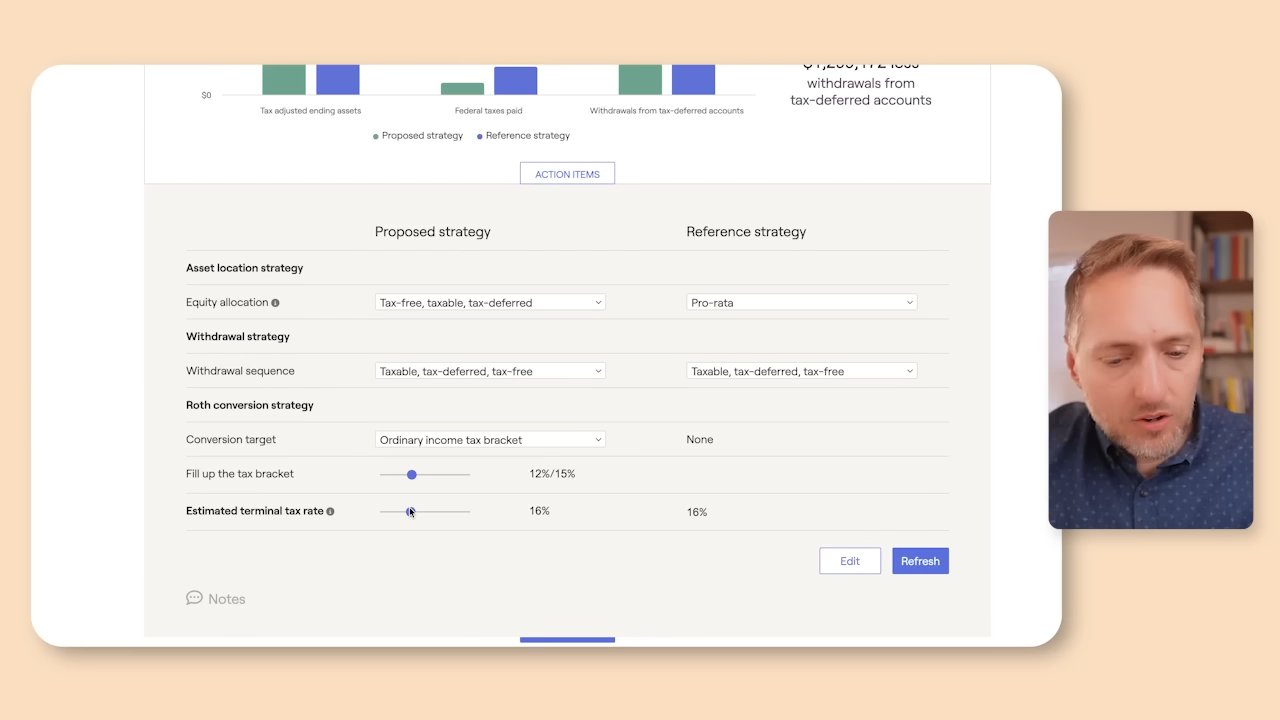 withdrawals from
tax-deferred accounts
$0
Tax adjusted ending assets
Federal taxes paid
Withdrawals from tax-deferred accounts
Proposed strategy
Reference strategy
ACTION ITEMS
Proposed strategy
Reference strategy
Asset location strategy
Equity allocation
Tax-free, taxable, tax-deferred
Pro-rata
Withdrawal strategy
Withdrawal sequence
Taxable, tax-deferred, tax-free
Taxable, tax-deferred, tax-free
Roth conversion strategy
Conversion target
Ordinary income tax bracket
None
Fill up the tax bracket
12%/15%
Estimated terminal tax rate
16%
16%
Edit
Refresh
Notes